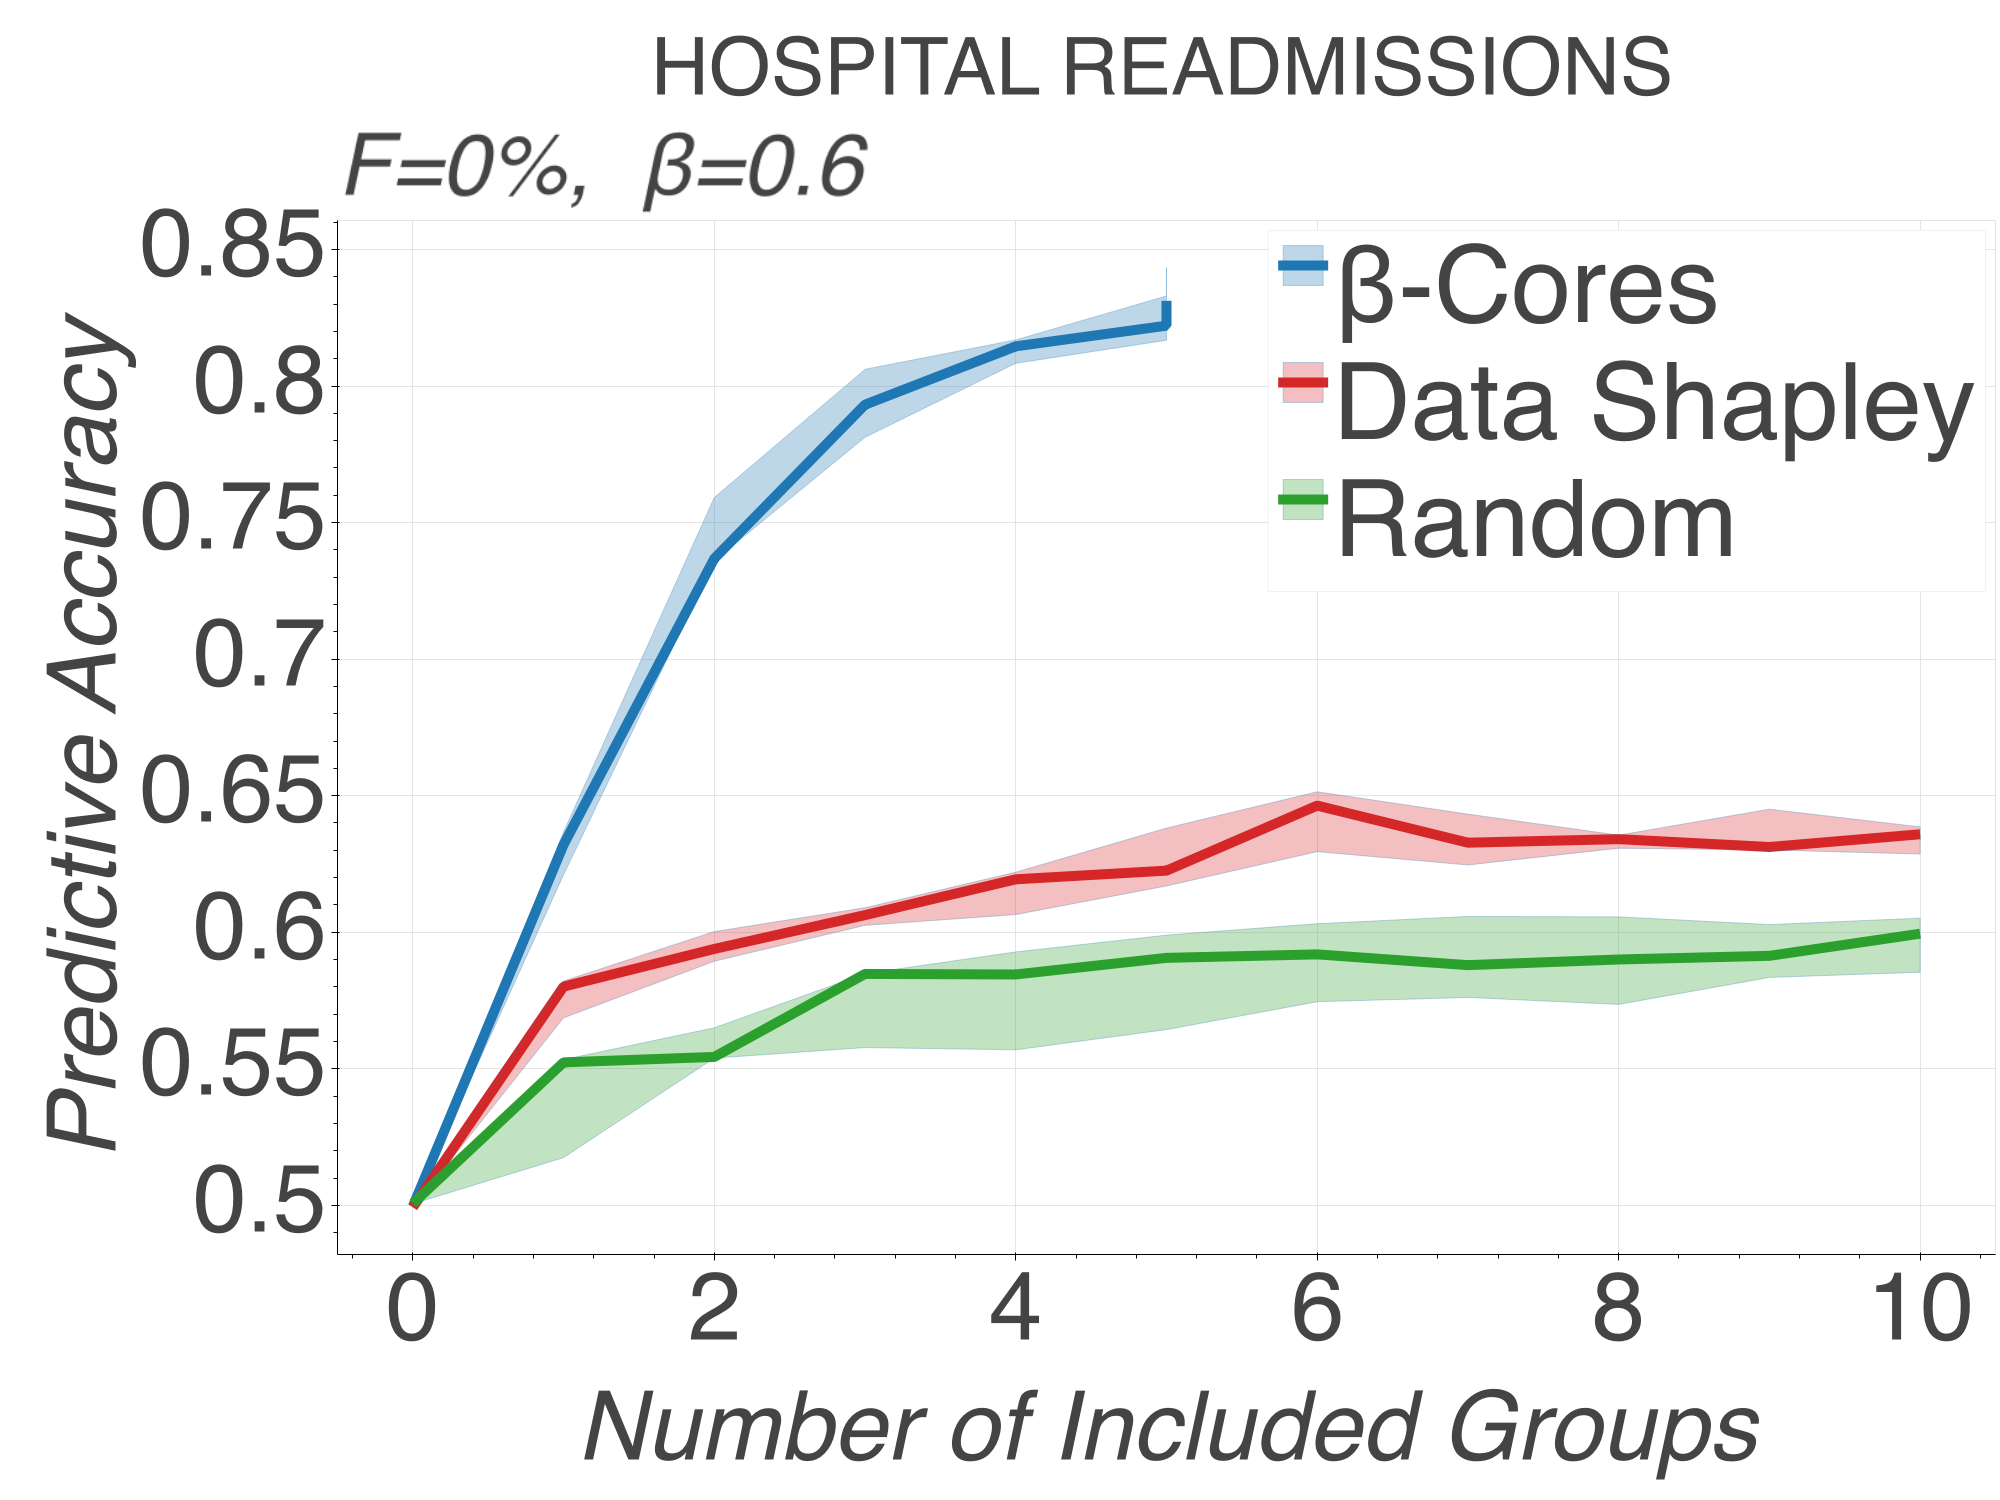 HOSPITAL READMISSIONS
F=0%, β=0.6
β-Cores
Data Shapley
Random
Predictive Accuracy
0.85
0.8
0.75
0.7
0.65
0.6
0.55
0.5
0 2 4 6 8 10
Number of Included Groups